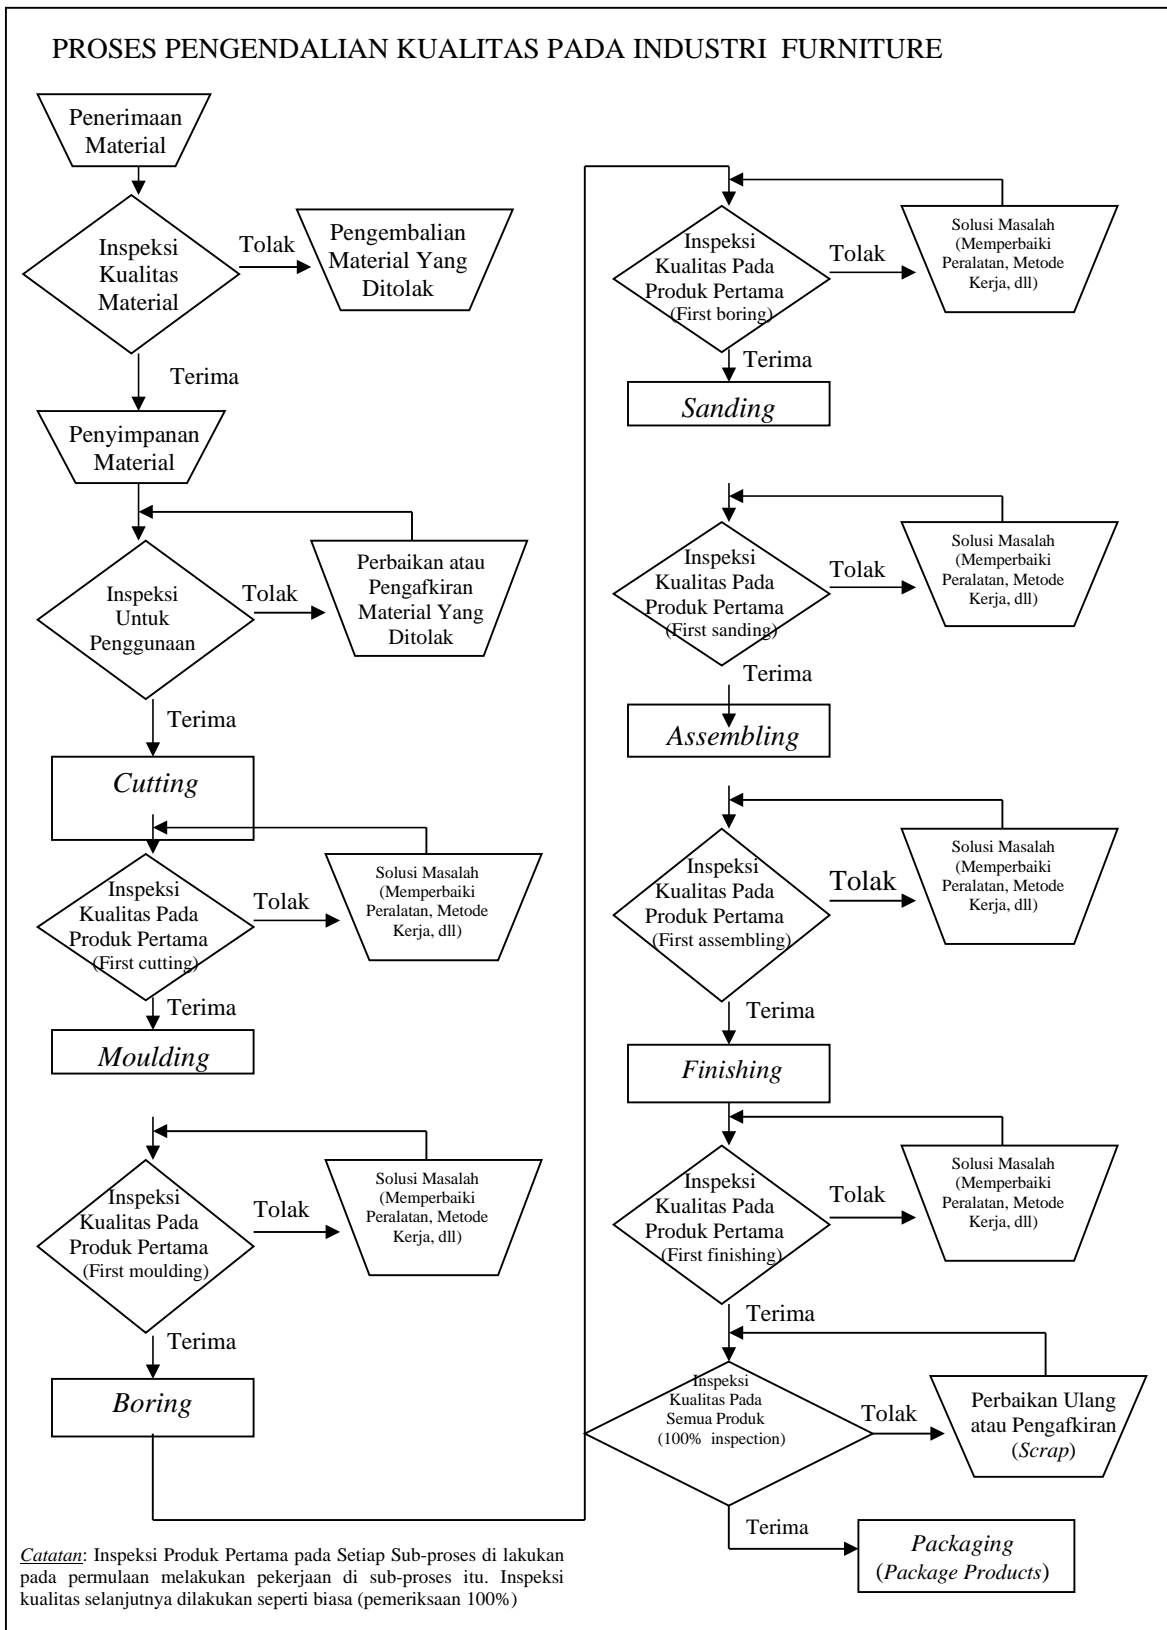 PROSES PENGENDALIAN KUALITAS PADA INDUSTRI FURNITURE
Penerimaan
Material
Inspeksi
Kualitas
Material
Tolak
Pengembalian
Material Yang
Ditolak
Terima
Penyimpanan
Material
Inspeksi
Untuk
Penggunaan
Tolak
Perbaikan atau
Pengafkiran
Material Yang
Ditolak
Terima
Cutting
Inspeksi
Kualitas Pada
Produk Pertama
(First cutting)
Tolak
Solusi Masalah
(Memperbaiki
Peralatan, Metode
Kerja, dll)
Terima
Moulding
Inspeksi
Kualitas Pada
Produk Pertama
(First moulding)
Tolak
Solusi Masalah
(Memperbaiki
Peralatan, Metode
Kerja, dll)
Terima
Boring
Inspeksi
Kualitas Pada
Produk Pertama
(First boring)
Tolak
Solusi Masalah
(Memperbaiki
Peralatan, Metode
Kerja, dll)
Terima
Sanding
Inspeksi
Kualitas Pada
Produk Pertama
(First sanding)
Tolak
Solusi Masalah
(Memperbaiki
Peralatan, Metode
Kerja, dll)
Terima
Assembling
Inspeksi
Kualitas Pada
Produk Pertama
(First assembling)
Tolak
Solusi Masalah
(Memperbaiki
Peralatan, Metode
Kerja, dll)
Terima
Finishing
Inspeksi
Kualitas Pada
Produk Pertama
(First finishing)
Tolak
Solusi Masalah
(Memperbaiki
Peralatan, Metode
Kerja, dll)
Terima
Inspeksi
Kualitas Pada
Semua Produk
(100% inspection)
Tolak
Perbaikan Ulang
atau Pengafkiran
(Scrap)
Terima
Packaging
(Package Products)
Catatan: Inspeksi Produk Pertama pada Setiap Sub-proses di lakukan
pada permulaan melakukan pekerjaan di sub-proses itu. Inspeksi
kualitas selanjutnya dilakukan seperti biasa (pemeriksaan 100%)